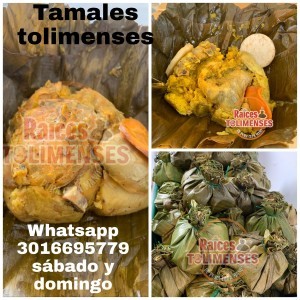 Tamales
tolimenses
Raíces
TOLIMENSES
Raíces
TOLIMENSES
Whatsapp
3016695779
sábado y
domingo
Raíces
TOLIMENSES